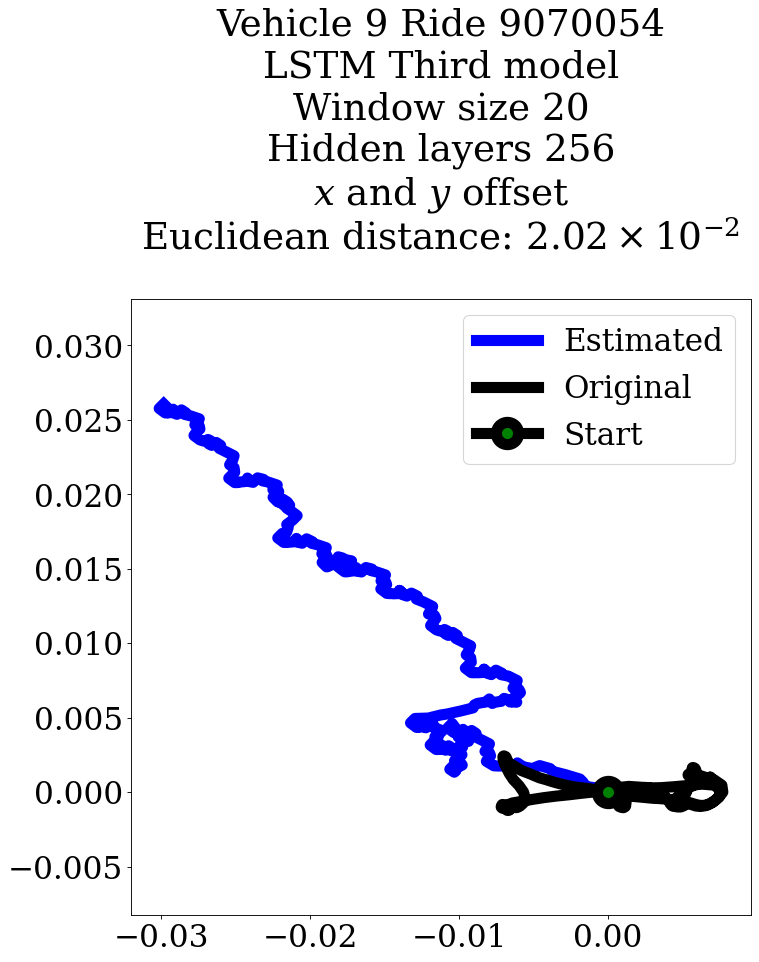 Vehicle 9 Ride 9070054
LSTM Third model
Window size 20
Hidden layers 256
x and y offset
Euclidean distance: 2.02 × 10⁻²
Estimated
Original
Start
0.030
0.025
0.020
0.015
0.010
0.005
0.000
−0.005
−0.03 −0.02 −0.01 0.00